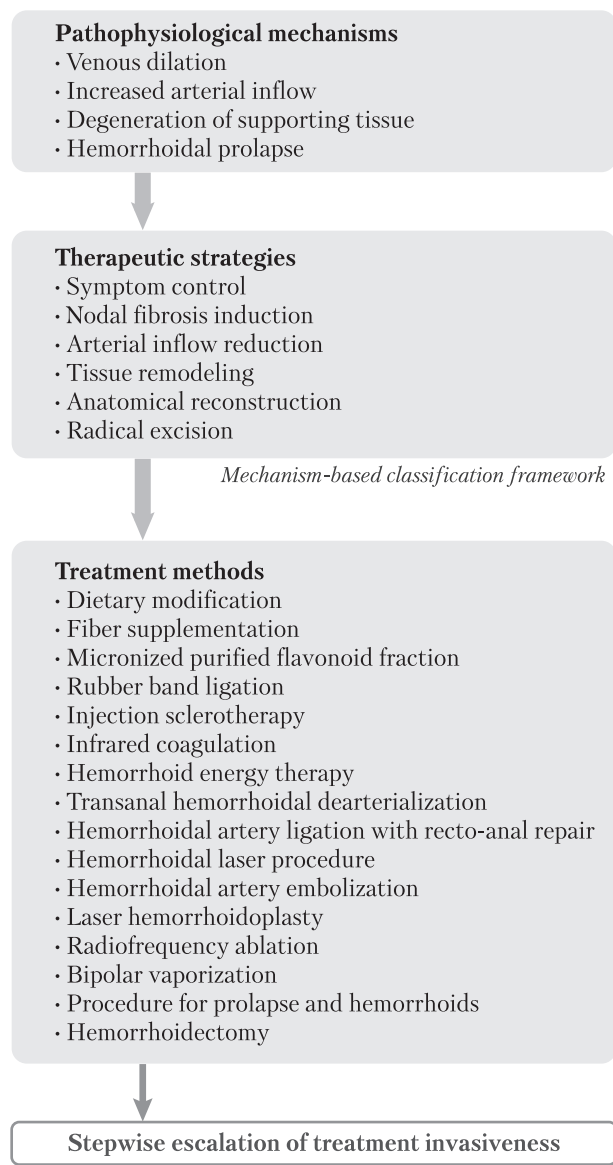 Pathophysiological mechanisms
· Venous dilation
· Increased arterial inflow
· Degeneration of supporting tissue
· Hemorrhoidal prolapse
Therapeutic strategies
· Symptom control
· Nodal fibrosis induction
· Arterial inflow reduction
· Tissue remodeling
· Anatomical reconstruction
· Radical excision
Mechanism-based classification framework
Treatment methods
· Dietary modification
· Fiber supplementation
· Micronized purified flavonoid fraction
· Rubber band ligation
· Injection sclerotherapy
· Infrared coagulation
· Hemorrhoid energy therapy
· Transanal hemorrhoidal dearterialization
· Hemorrhoidal artery ligation with recto-anal repair
· Hemorrhoidal laser procedure
· Hemorrhoidal artery embolization
· Laser hemorrhoidoplasty
· Radiofrequency ablation
· Bipolar vaporization
· Procedure for prolapse and hemorrhoids
· Hemorrhoidectomy
Stepwise escalation of treatment invasiveness